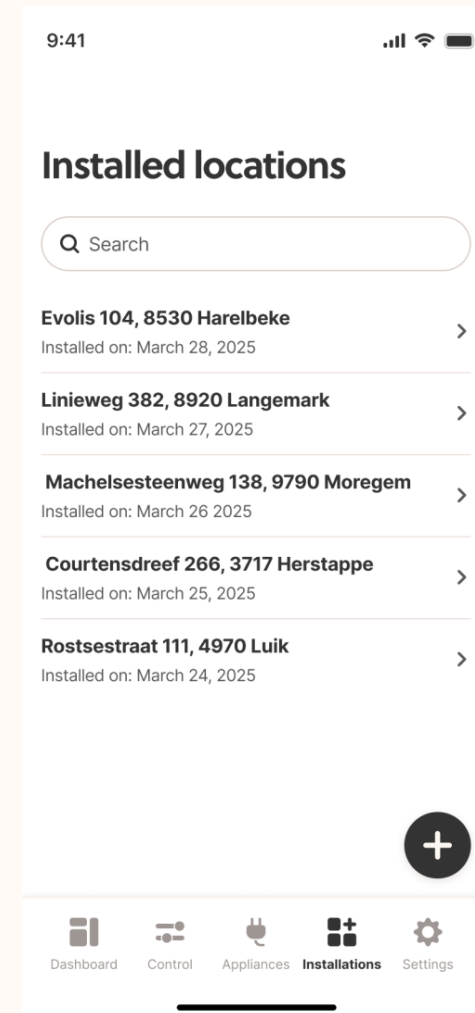 9:41
Installed locations
Search
Evolis 104, 8530 Harelbeke
Installed on: March 28, 2025
Linieweg 382, 8920 Langemark
Installed on: March 27, 2025
Machelsesteenweg 138, 9790 Moregem
Installed on: March 26 2025
Courtensdreef 266, 3717 Herstappe
Installed on: March 25, 2025
Rostsestraat 111, 4970 Luik
Installed on: March 24, 2025
Dashboard Control Appliances Installations Settings